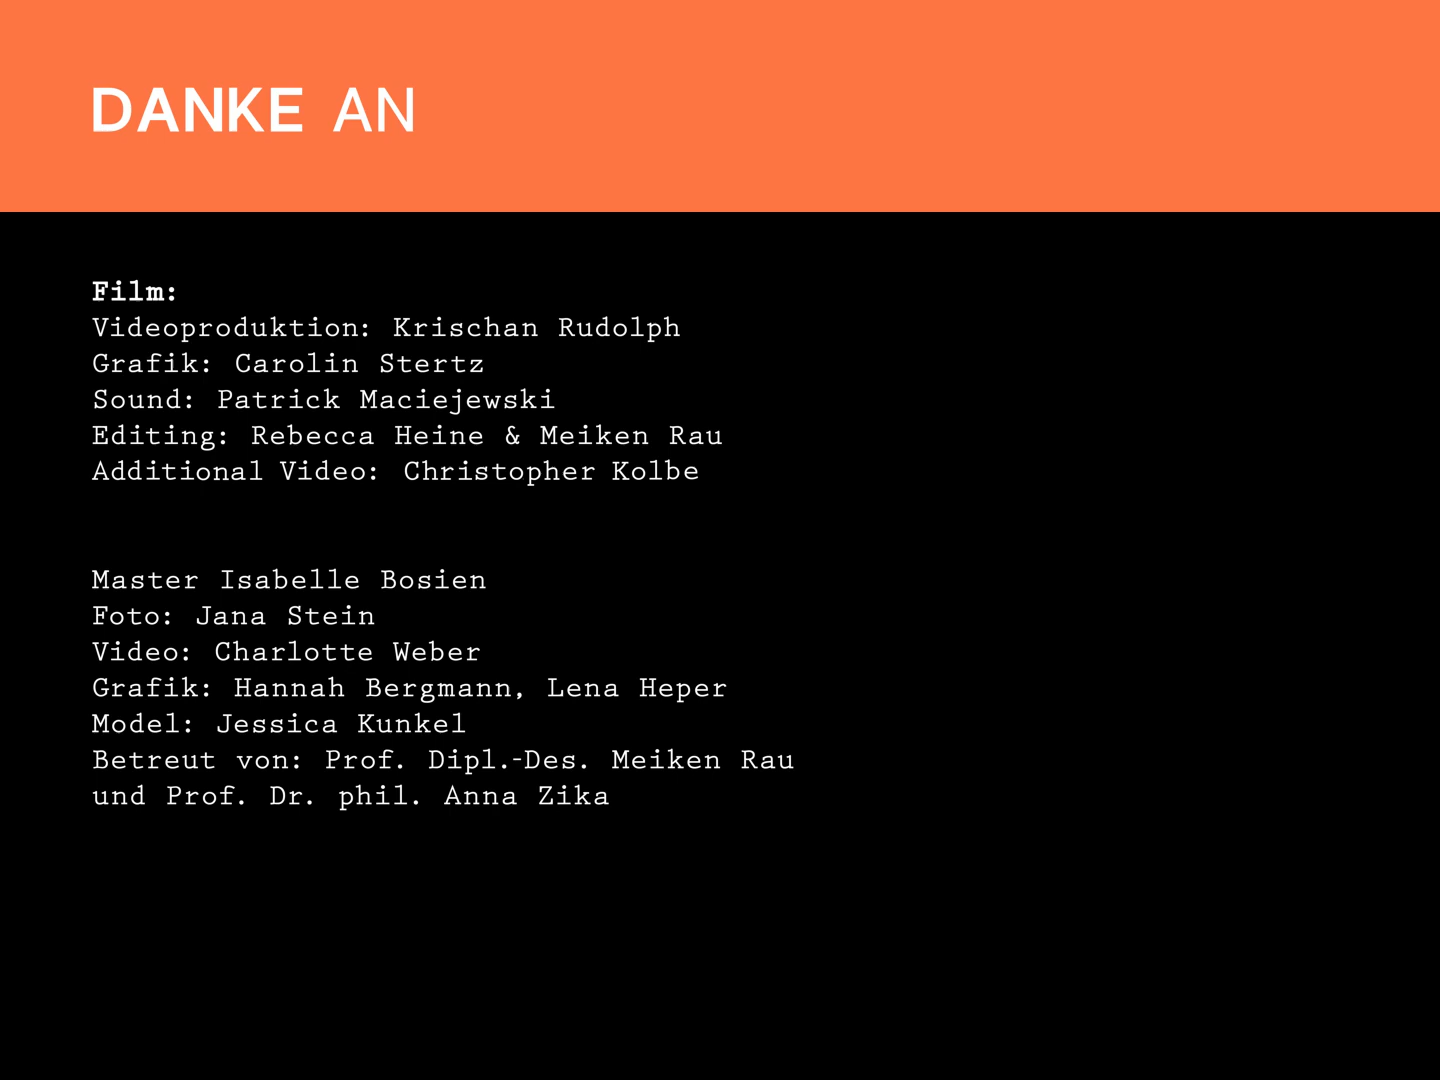 DANKE AN
Film:
Videoproduktion: Krischan Rudolph
Grafik: Carolin Stertz
Sound: Patrick Maciejewski
Editing: Rebecca Heine & Meiken Rau
Additional Video: Christopher Kolbe
Master Isabelle Bosien
Foto: Jana Stein
Video: Charlotte Weber
Grafik: Hannah Bergmann, Lena Heper
Model: Jessica Kunkel
Betreut von: Prof. Dipl.-Des. Meiken Rau
und Prof. Dr. phil. Anna Zika